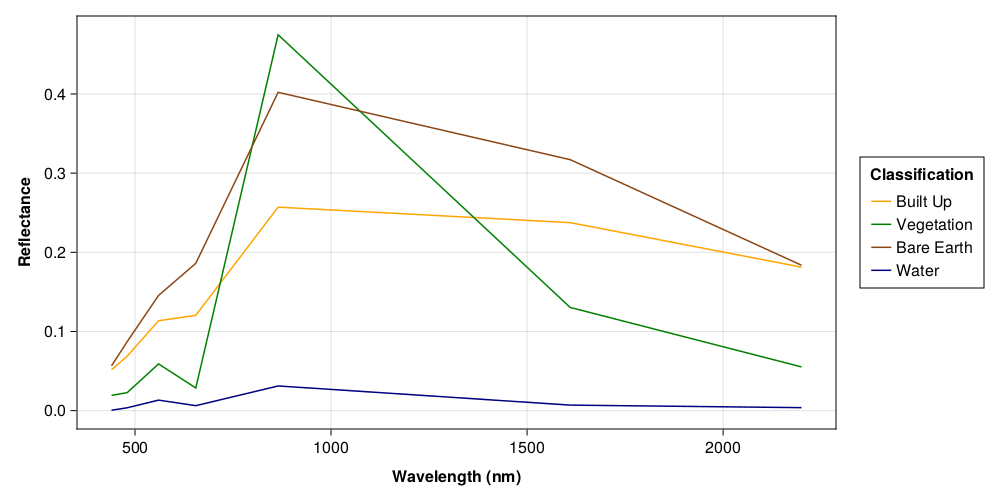 0.4
0.3
0.2
0.1
0.0
Reflectance
500 1000 1500 2000
Wavelength (nm)
Classification
Built Up
Vegetation
Bare Earth
Water